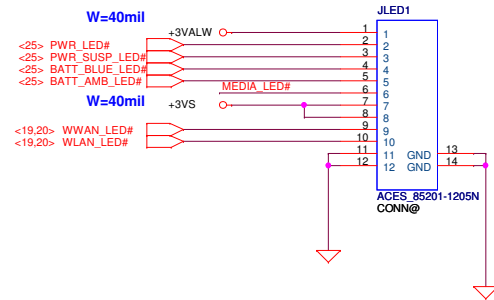 JLED1
W=40mil
+3VALW 1 1
<25> PWR_LED# 2 2
<25> PWR_SUSP_LED# 3 3
<25> BATT_BLUE_LED# 4 4
<25> BATT_AMB_LED# 5 5
MEDIA_LED# 6 6
W=40mil
+3VS 7 7
8 8
<19,20> WWAN_LED# 9 9
<19,20> WLAN_LED# 10 10
11 11 GND 13
12 12 GND 14
ACES_85201-1205N
CONN@